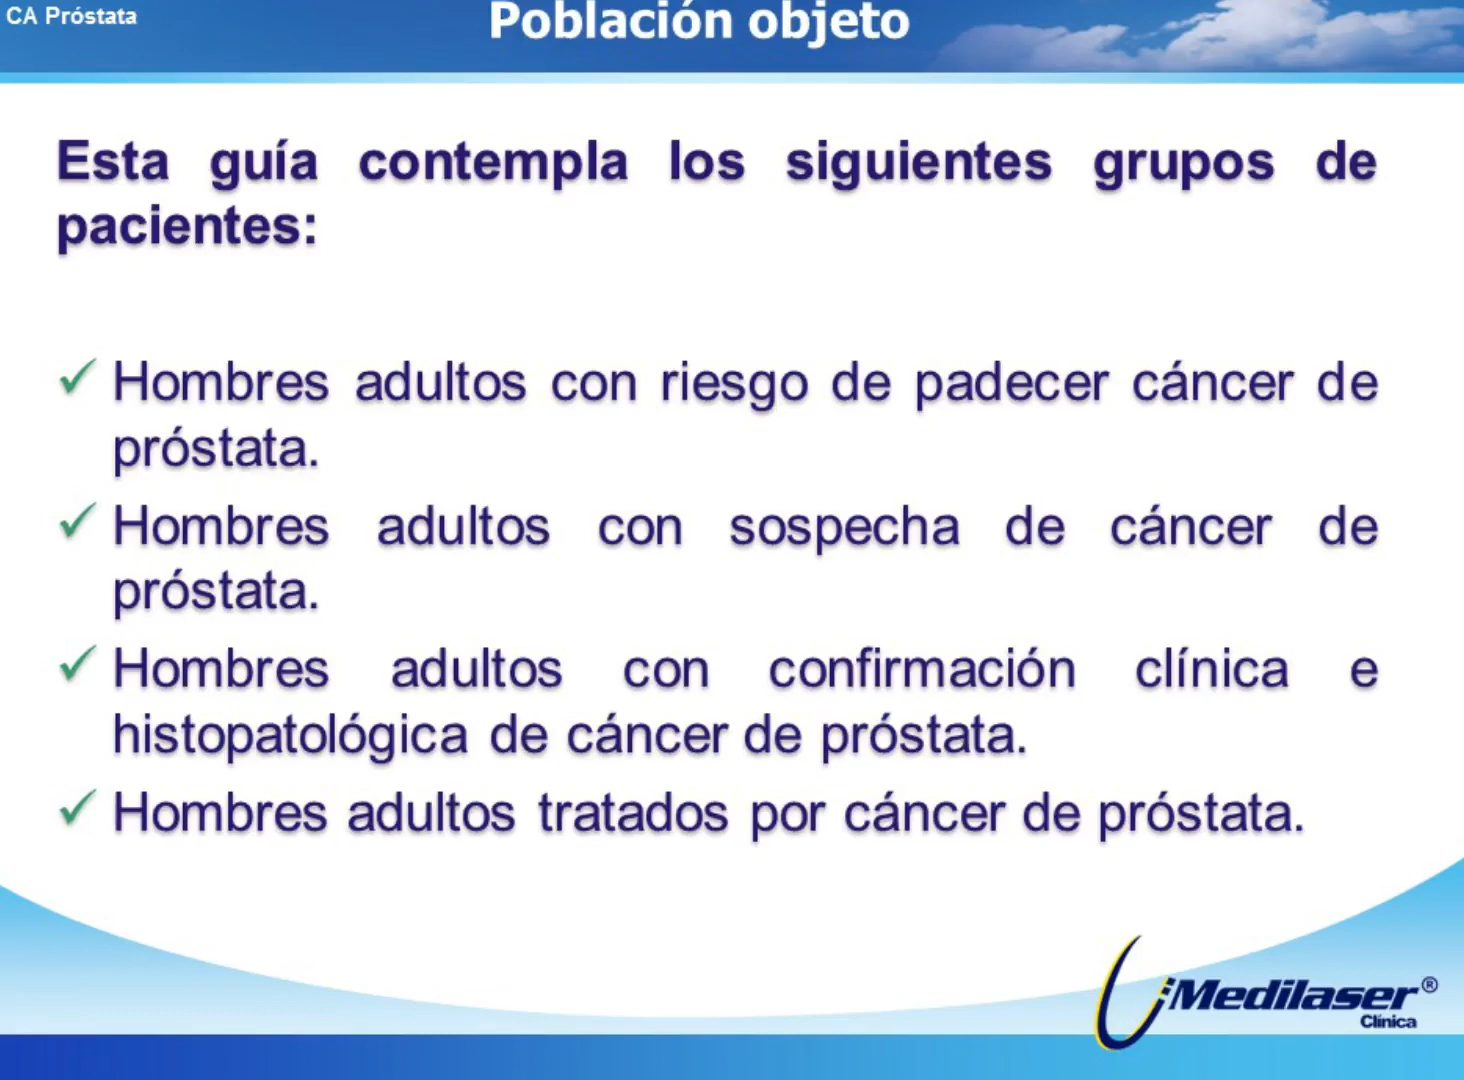 CA Próstata
Población objeto
Esta guía contempla los siguientes grupos de
pacientes:
✓ Hombres adultos con riesgo de padecer cáncer de
próstata.
✓ Hombres adultos con sospecha de cáncer de
próstata.
✓ Hombres adultos con confirmación clínica e
histopatológica de cáncer de próstata.
✓ Hombres adultos tratados por cáncer de próstata.
Medilaser®
Clínica